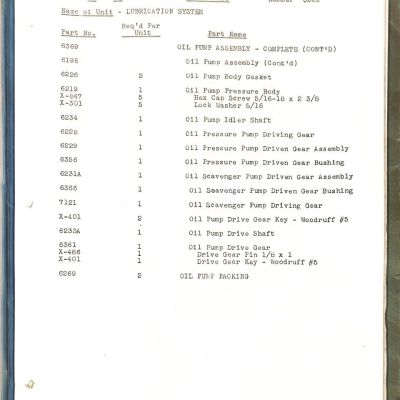 Name of Unit - LUBRICATION SYSTEM
Part No. Req'd Per Unit Part Name
6369 OIL PUMP ASSEMBLY - COMPLETE (CONT'D)
6195 Oil Pump Assembly (Cont'd)
6226 2 Oil Pump Body Gasket
6219 1 Oil Pump Pressure Body
X-867 5 Hex Cap Screw 5/16-18 x 2 3/8
X-301 5 Lock Washer 5/16
6234 1 Oil Pump Idler Shaft
6228 1 Oil Pressure Pump Driving Gear
6229 1 Oil Pressure Pump Driven Gear Assembly
6356 1 Oil Pressure Pump Driven Gear Bushing
6231A 1 Oil Scavenger Pump Driven Gear Assembly
6366 1 Oil Scavenger Pump Driven Gear Bushing
7121 1 Oil Scavenger Pump Driving Gear
X-401 2 Oil Pump Drive Gear Key - Woodruff #5
6233A 1 Oil Pump Drive Shaft
6361 1 Oil Pump Drive Gear
X-486 1 Drive Gear Pin 1/8 x 1
X-401 1 Drive Gear Key - Woodruff #5
6269 2 OIL PUMP PACKING